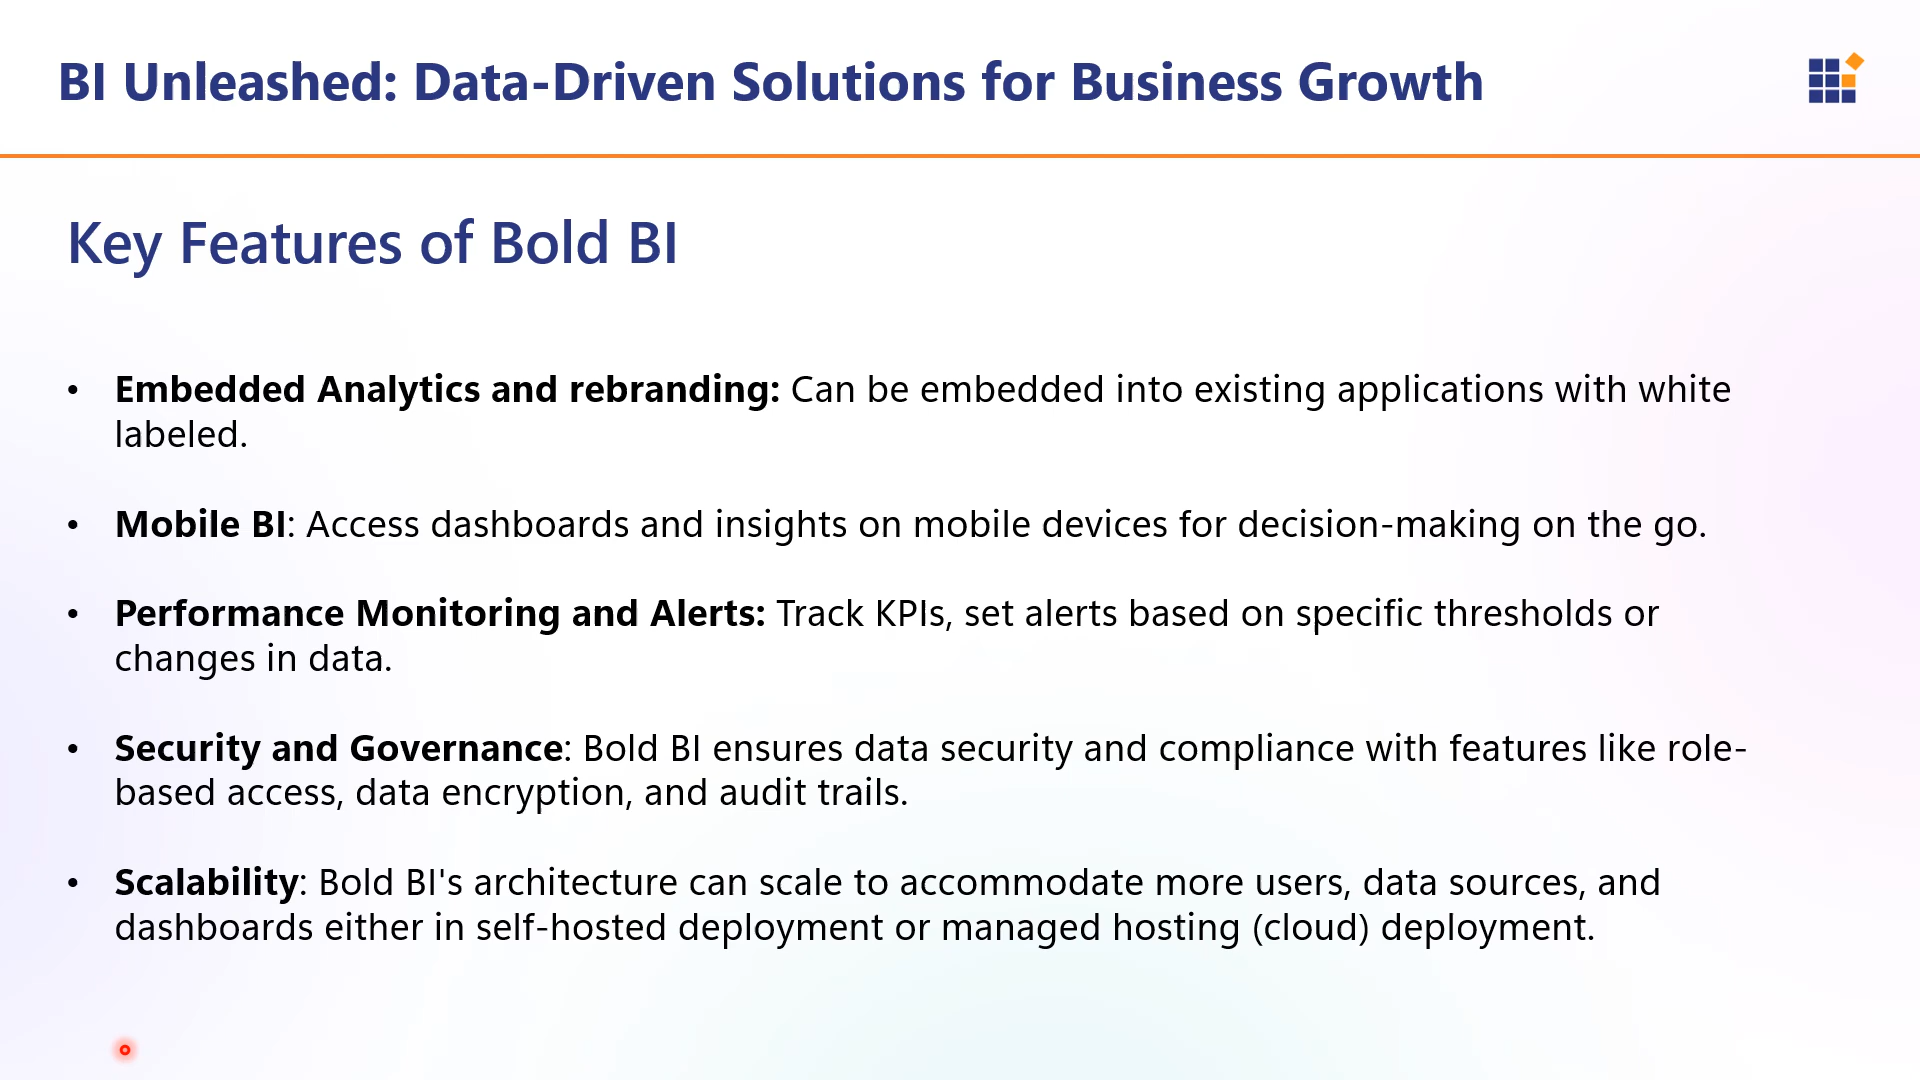 BI Unleashed: Data-Driven Solutions for Business Growth
Key Features of Bold BI
• Embedded Analytics and rebranding: Can be embedded into existing applications with white
labeled.
• Mobile BI: Access dashboards and insights on mobile devices for decision-making on the go.
• Performance Monitoring and Alerts: Track KPIs, set alerts based on specific thresholds or
changes in data.
• Security and Governance: Bold BI ensures data security and compliance with features like role-
based access, data encryption, and audit trails.
• Scalability: Bold BI's architecture can scale to accommodate more users, data sources, and
dashboards either in self-hosted deployment or managed hosting (cloud) deployment.